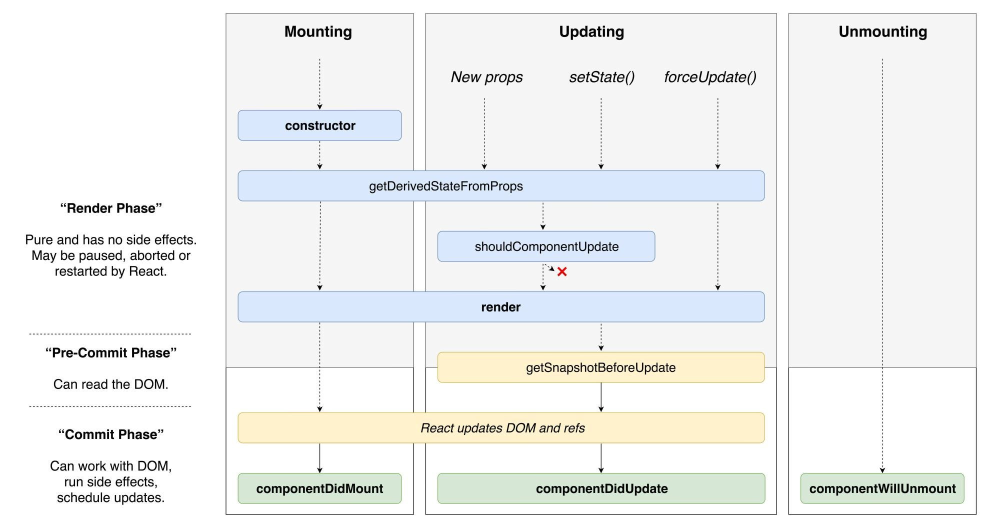 Mounting
Updating
Unmounting
New props
setState()
forceUpdate()
constructor
getDerivedStateFromProps
“Render Phase”
Pure and has no side effects.
May be paused, aborted or
restarted by React.
shouldComponentUpdate
render
“Pre-Commit Phase”
Can read the DOM.
getSnapshotBeforeUpdate
React updates DOM and refs
“Commit Phase”
Can work with DOM,
run side effects,
schedule updates.
componentDidMount
componentDidUpdate
componentWillUnmount